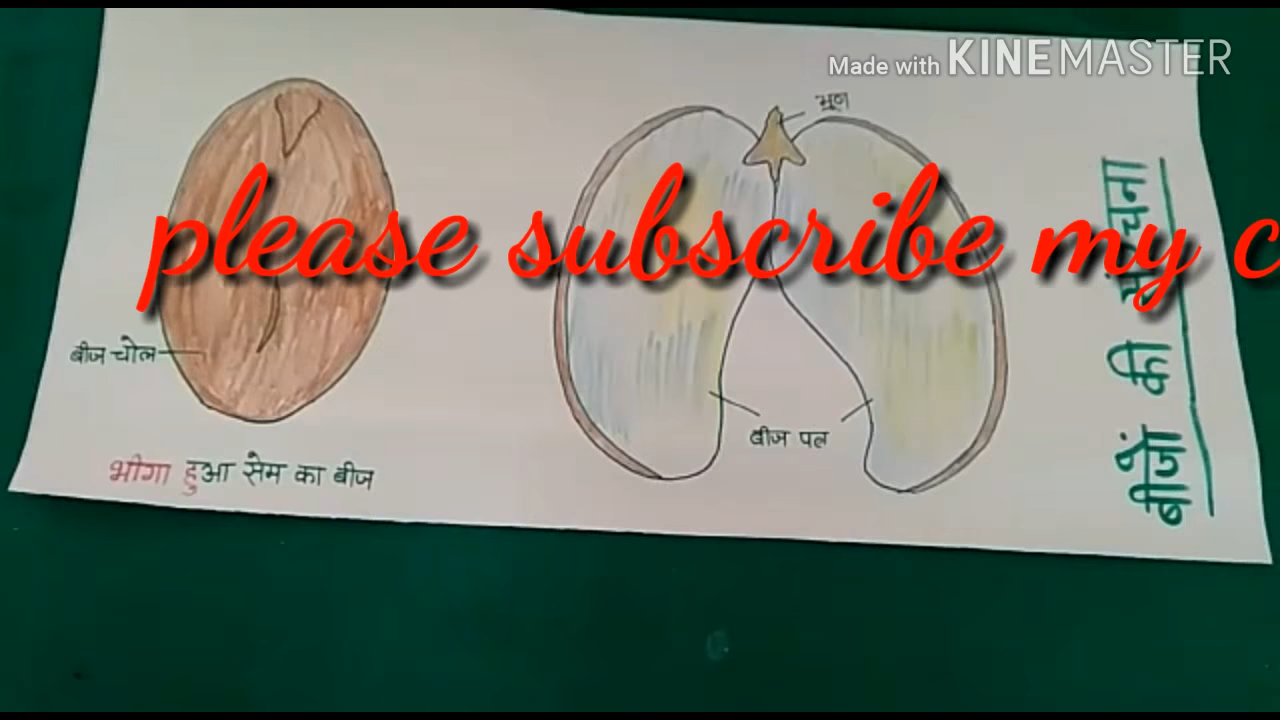 Made with KINEMASTER
भ्रूण
please subscribe my c
बीज चोल
बीज पत्र
भीगा हुआ सेम का बीज
बीजों की